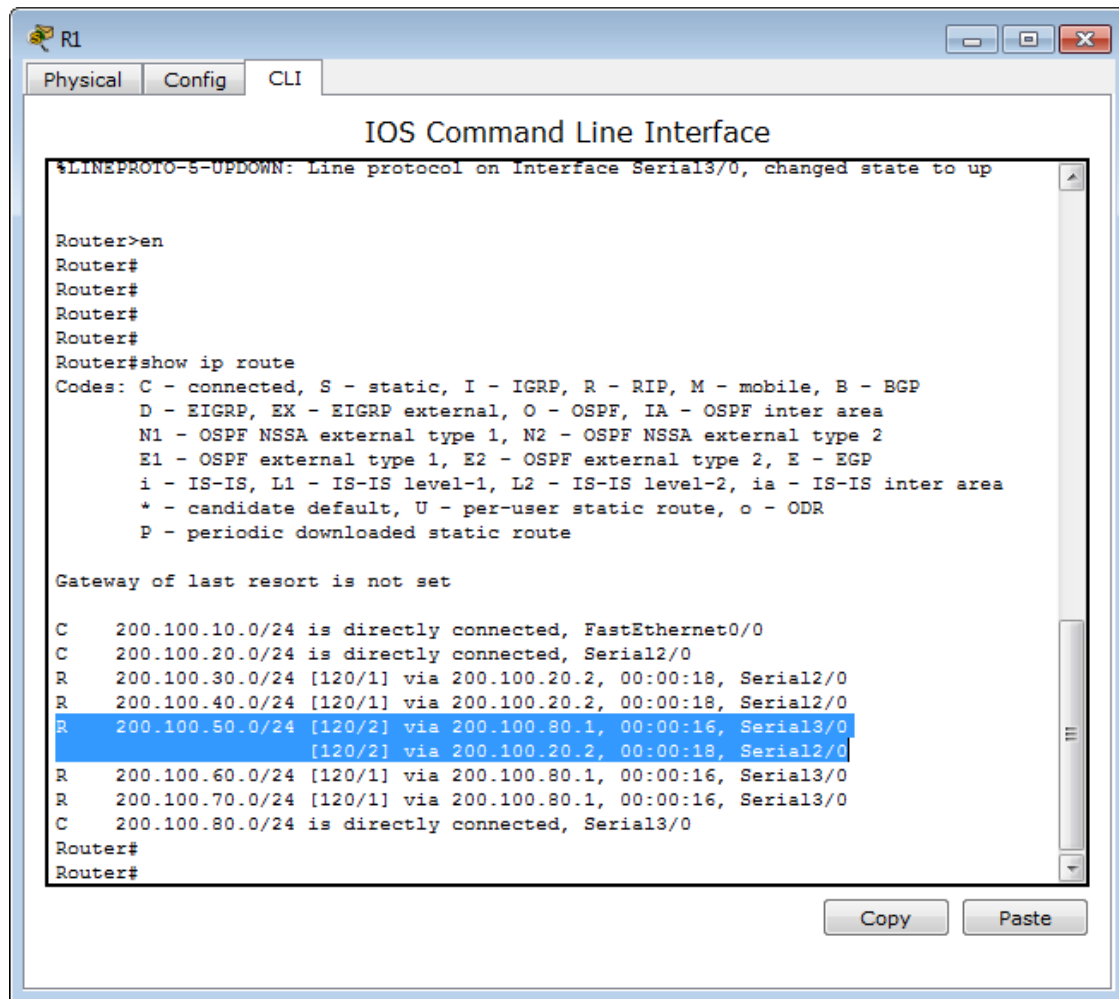 R1
Physical Config CLI
IOS Command Line Interface
%LINEPROTO-5-UPDOWN: Line protocol on Interface Serial3/0, changed state to up
Router>en
Router#
Router#
Router#
Router#
Router#show ip route
Codes: C - connected, S - static, I - IGRP, R - RIP, M - mobile, B - BGP
       D - EIGRP, EX - EIGRP external, O - OSPF, IA - OSPF inter area
       N1 - OSPF NSSA external type 1, N2 - OSPF NSSA external type 2
       E1 - OSPF external type 1, E2 - OSPF external type 2, E - EGP
       i - IS-IS, L1 - IS-IS level-1, L2 - IS-IS level-2, ia - IS-IS inter area
       * - candidate default, U - per-user static route, o - ODR
       P - periodic downloaded static route
Gateway of last resort is not set
C    200.100.10.0/24 is directly connected, FastEthernet0/0
C    200.100.20.0/24 is directly connected, Serial2/0
R    200.100.30.0/24 [120/1] via 200.100.20.2, 00:00:18, Serial2/0
R    200.100.40.0/24 [120/1] via 200.100.20.2, 00:00:18, Serial2/0
R    200.100.50.0/24 [120/2] via 200.100.80.1, 00:00:16, Serial3/0
                     [120/2] via 200.100.20.2, 00:00:18, Serial2/0
R    200.100.60.0/24 [120/1] via 200.100.80.1, 00:00:16, Serial3/0
R    200.100.70.0/24 [120/1] via 200.100.80.1, 00:00:16, Serial3/0
C    200.100.80.0/24 is directly connected, Serial3/0
Router#
Router#
Copy Paste